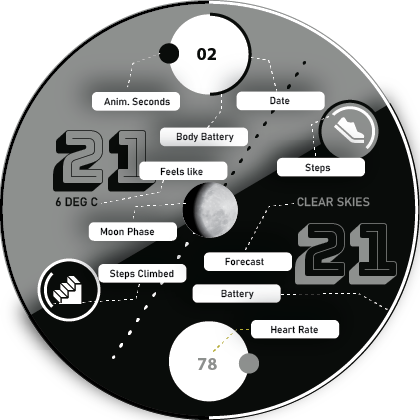 02
Anim. Seconds
Date
Body Battery
21
Feels like
Steps
6 DEG C
CLEAR SKIES
Moon Phase
21
Forecast
Steps Climbed
Battery
Heart Rate
78